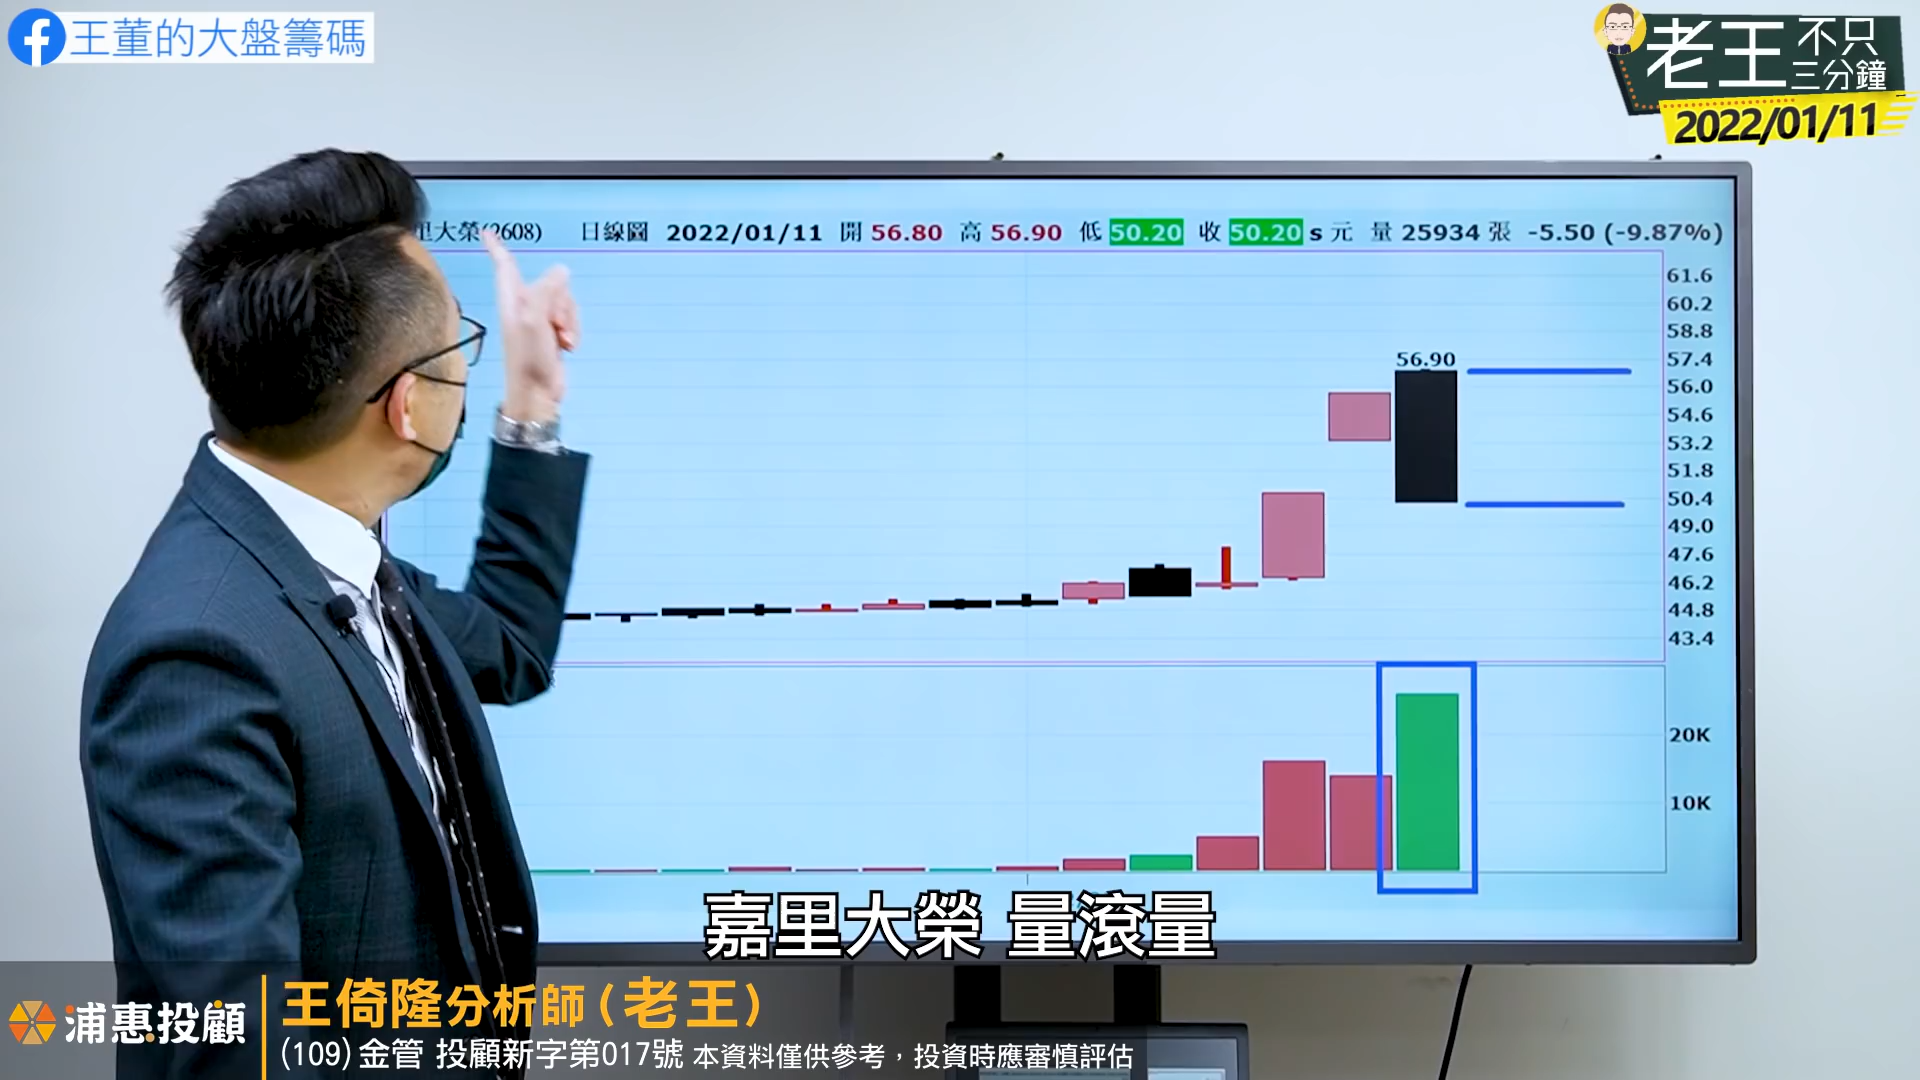 王董的大盤籌碼
老王不只三分鐘
2022/01/11
里大榮(2608) 日線圖 2022/01/11 開 56.80 高 56.90 低 50.20 收 50.20 s 元 量 25934 張 -5.50 (-9.87%)
61.6
60.2
58.8
57.4
56.0
54.6
53.2
51.8
50.4
49.0
47.6
46.2
44.8
43.4
56.90
20K
10K
嘉里大榮 量滾量
浦惠投顧
王倚隆分析師(老王)
(109)金管 投顧新字第017號 本資料僅供參考，投資時應審慎評估